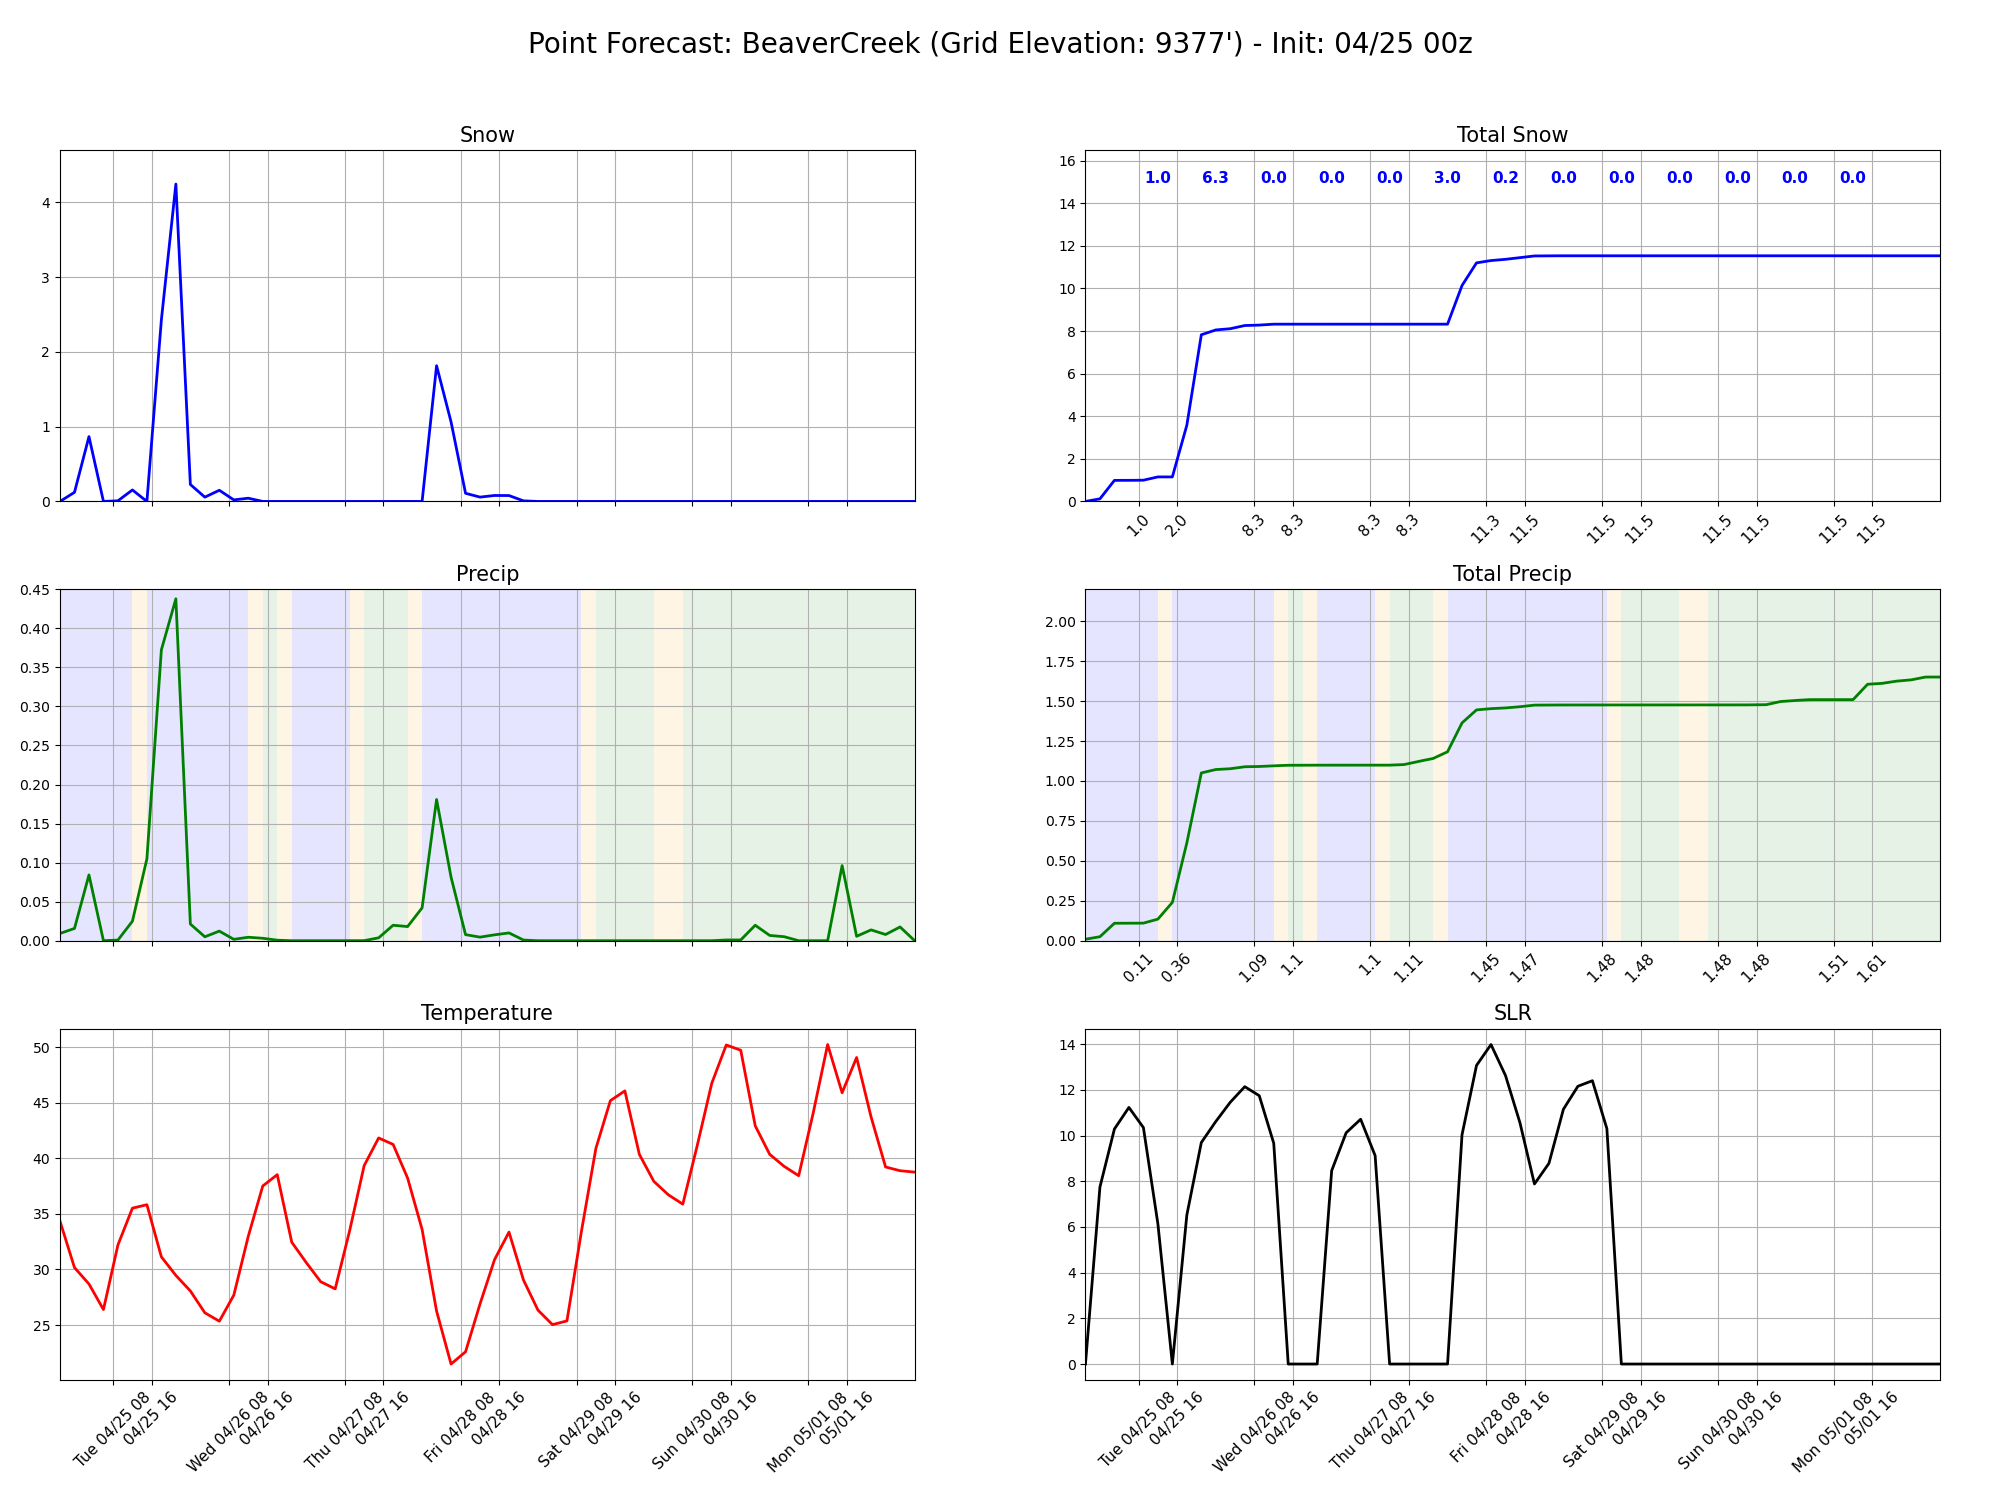 Point Forecast: BeaverCreek (Grid Elevation: 9377') - Init: 04/25 00z
Snow
4
3
2
1
0
Total Snow
1.0 6.3 0.0 0.0 0.0 3.0 0.2 0.0 0.0 0.0 0.0 0.0 0.0
16
14
12
10
8
6
4
2
0
1.0 2.0 8.3 8.3 8.3 8.3 11.3 11.5 11.5 11.5 11.5 11.5 11.5 11.5
Precip
0.45
0.40
0.35
0.30
0.25
0.20
0.15
0.10
0.05
0.00
Total Precip
2.00
1.75
1.50
1.25
1.00
0.75
0.50
0.25
0.00
0.11 0.36 1.09 1.1 1.1 1.11 1.45 1.47 1.48 1.48 1.48 1.48 1.51 1.61
Temperature
50
45
40
35
30
25
Tue 04/25 08
04/25 16
Wed 04/26 08
04/26 16
Thu 04/27 08
04/27 16
Fri 04/28 08
04/28 16
Sat 04/29 08
04/29 16
Sun 04/30 08
04/30 16
Mon 05/01 08
05/01 16
SLR
14
12
10
8
6
4
2
0
Tue 04/25 08
04/25 16
Wed 04/26 08
04/26 16
Thu 04/27 08
04/27 16
Fri 04/28 08
04/28 16
Sat 04/29 08
04/29 16
Sun 04/30 08
04/30 16
Mon 05/01 08
05/01 16